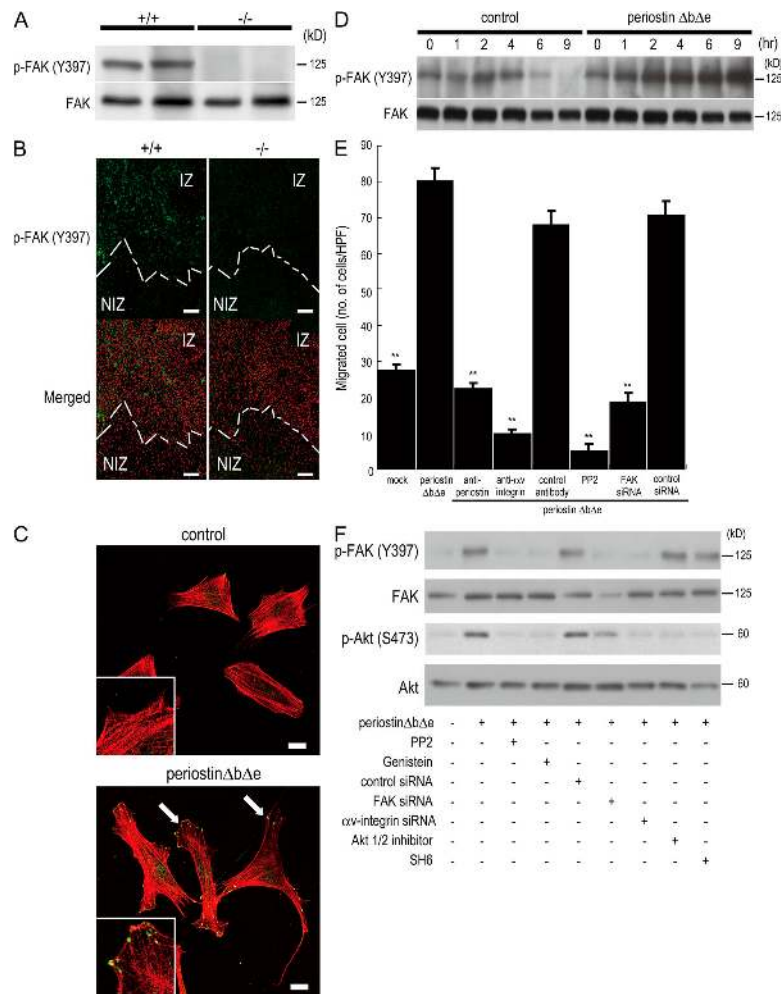 A
+/+ -/- (kD)
p-FAK (Y397) 125
FAK 125
B
+/+ -/-
IZ IZ
p-FAK (Y397)
NIZ NIZ
IZ IZ
Merged
NIZ NIZ
C
control
periostinΔbΔe
D
control periostin ΔbΔe
0 1 2 4 6 9 0 1 2 4 6 9 (hr)
(kD)
p-FAK (Y397) 125
FAK 125
E
Migrated cell (no. of cells/HPF)
90
80
70
60
50
40
30
20
10
0
** ** ** ** **
mock
periostin ΔbΔe
anti-periostin
anti-αv integrin
control antibody
PP2
FAK siRNA
control siRNA
periostin ΔbΔe
F
(kD)
p-FAK (Y397) 125
FAK 125
p-Akt (S473) 60
Akt 60
periostinΔbΔe - + + + + + + + +
PP2 - - + - - - - - -
Genistein - - - + - - - - -
control siRNA - - - - + - - - -
FAK siRNA - - - - - + - - -
αv-integrin siRNA - - - - - - + - -
Akt 1/2 inhibitor - - - - - - - + -
SH6 - - - - - - - - +